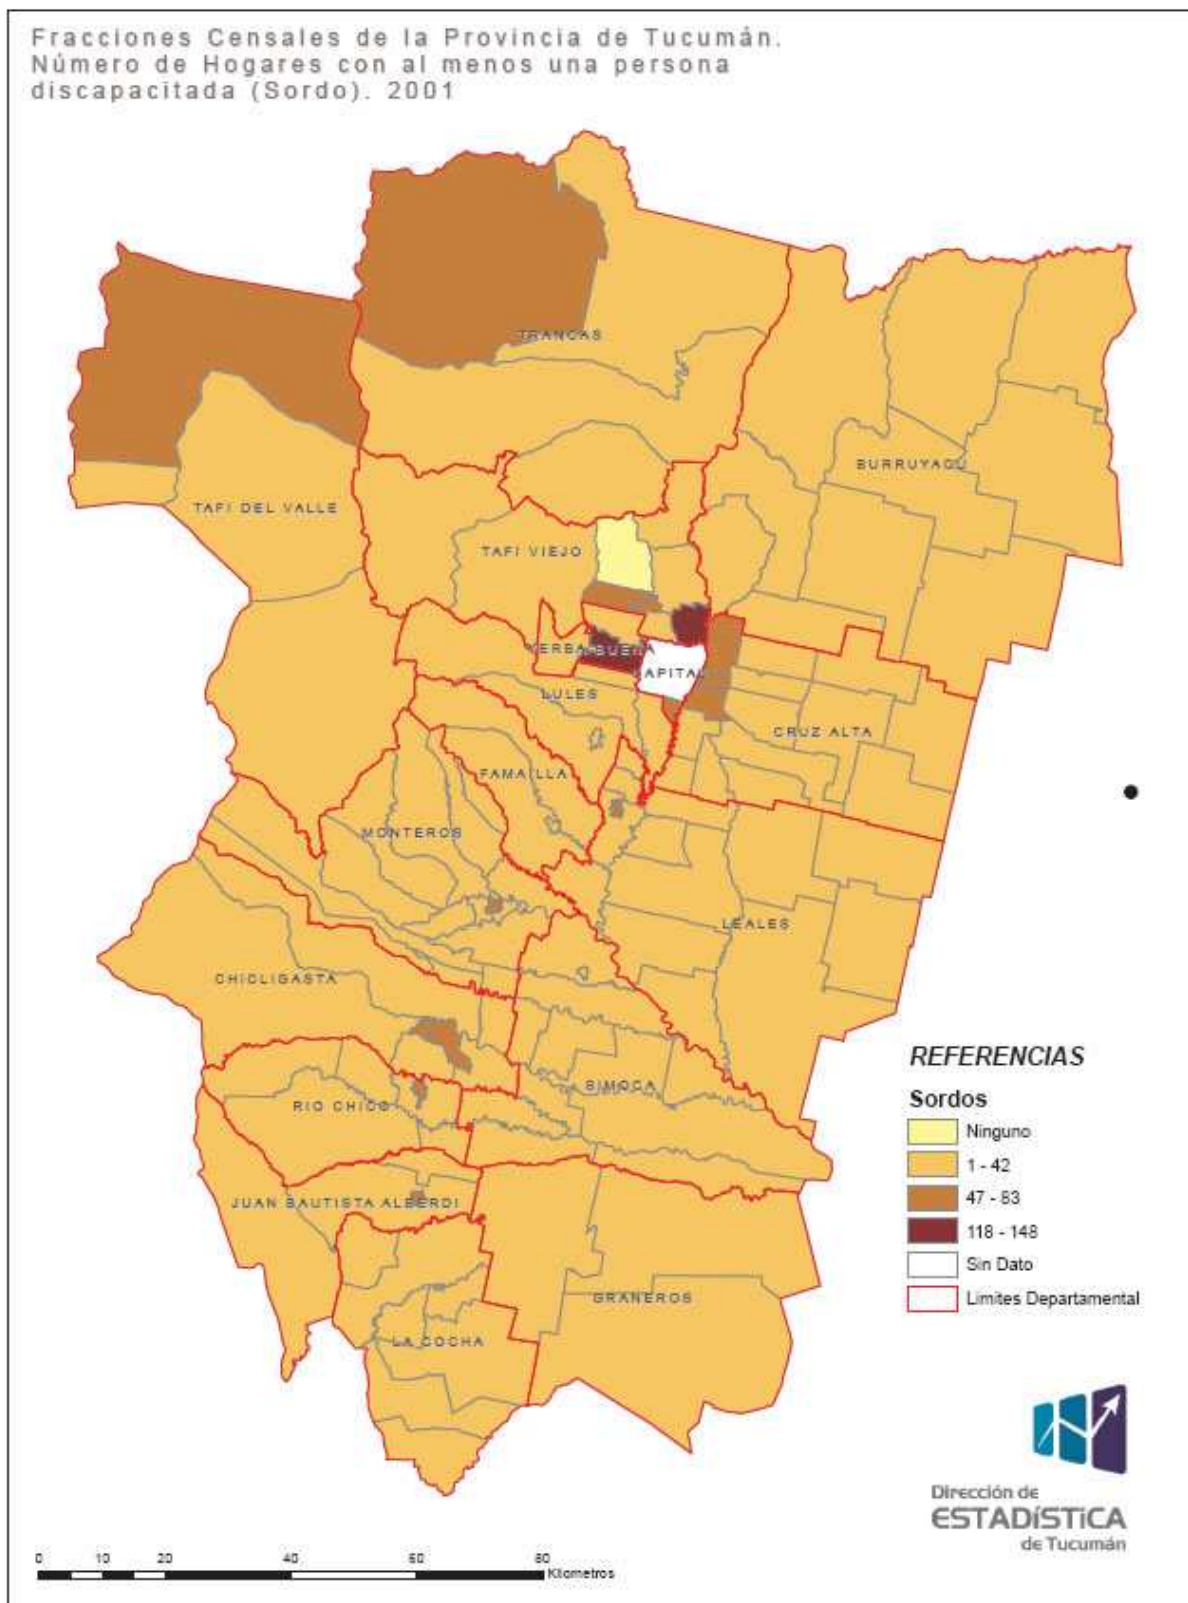 Fracciones Censales de la Provincia de Tucumán.
Número de Hogares con al menos una persona
discapacitada (Sordo). 2001
TRANCAS
BURRUYACU
TAFI DEL VALLE
TAFI VIEJO
YERBA BUENA
CAPITAL
LULES
CRUZ ALTA
FAMAILLA
MONTEROS
LEALES
CHICLIGASTA
SIMOCA
RIO CHICO
JUAN BAUTISTA ALBERDI
GRANEROS
LA COCHA
REFERENCIAS
Sordos
Ninguno
1 - 42
47 - 83
118 - 148
Sin Dato
Limites Departamental
Dirección de
ESTADÍSTICA
de Tucumán
0 10 20 40 60 80
Kilometros